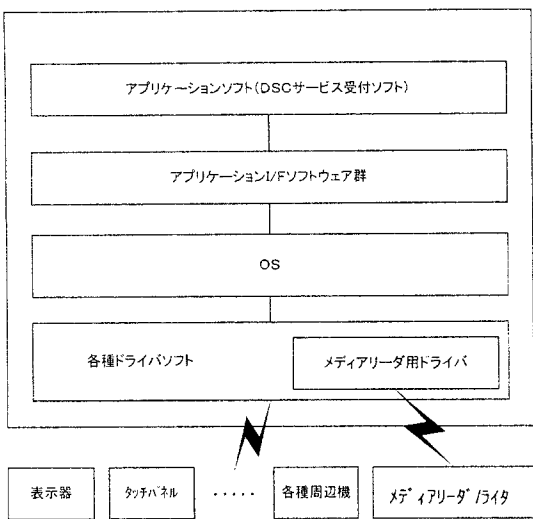 アプリケーションソフト(DSCサービス受付ソフト)
アプリケーションI/Fソフトウェア群
OS
各種ドライバソフト
メディアリーダ用ドライバ
表示器
タッチパネル
.....
各種周辺機
メディアリーダ/ライタ